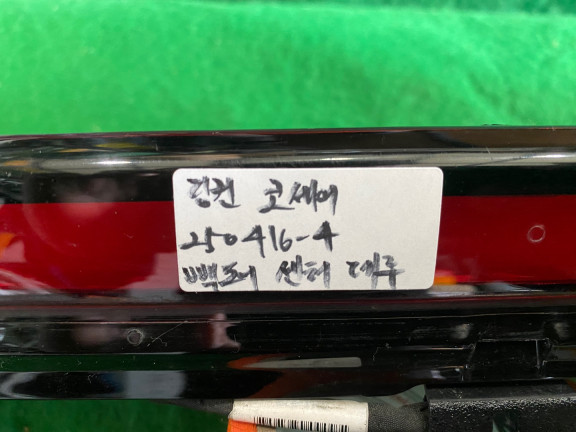 링컨 코세어
250416-4
빽도어 센터 데루